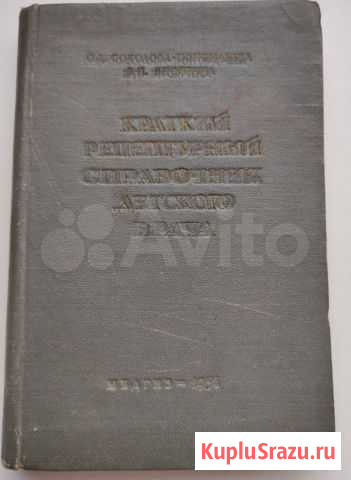 КРАТКИЙ
РЕЦЕПТУРНЫЙ
СПРАВОЧНИК
ДЕТСКОГО
ВРАЧА
МЕДГИЗ –
Avito
KupluSrazu.ru